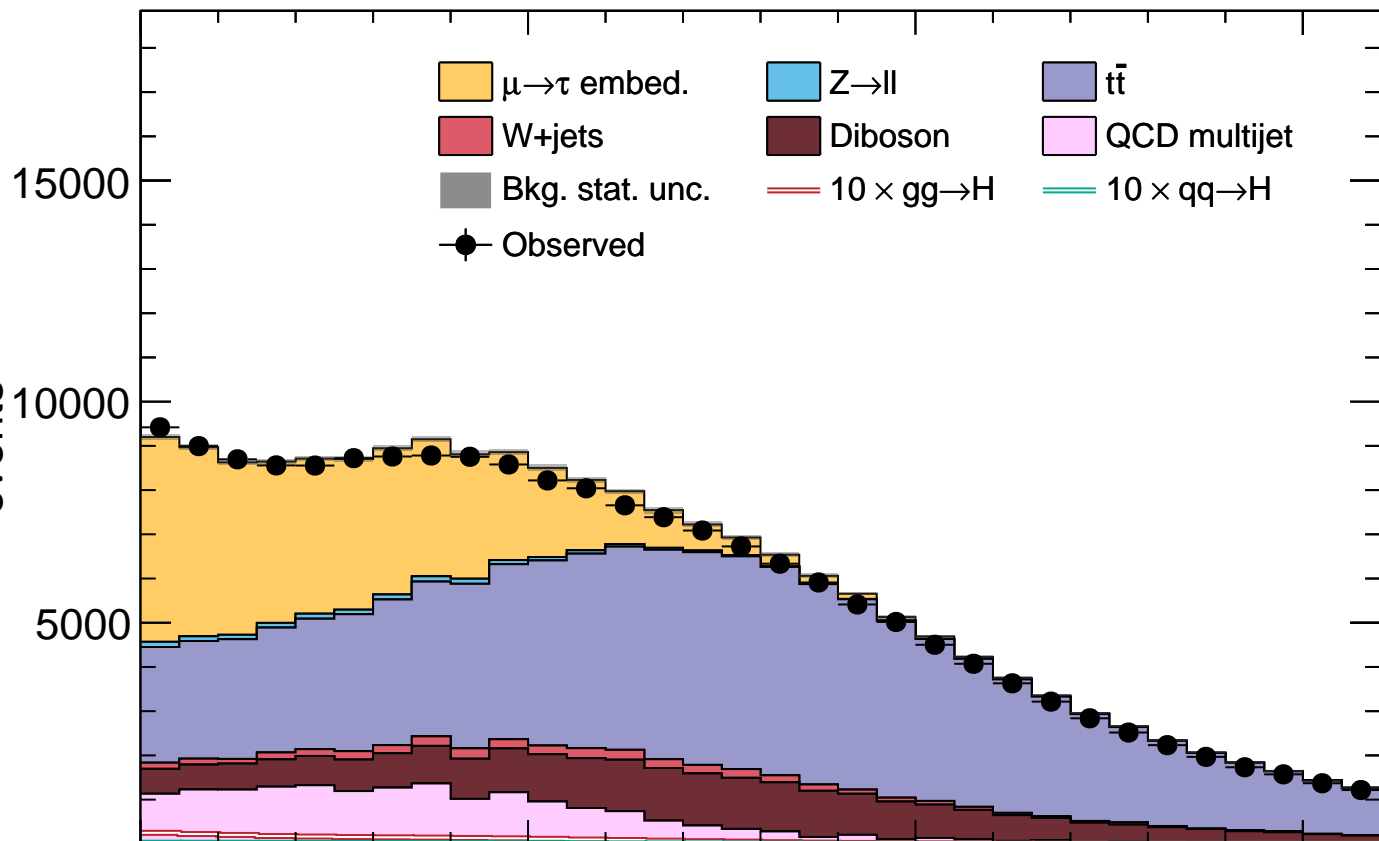 μ→τ embed. Z→ll tt̄
W+jets Diboson QCD multijet
15000
Bkg. stat. unc. 10 × gg→H 10 × qq→H
Observed
10000
5000